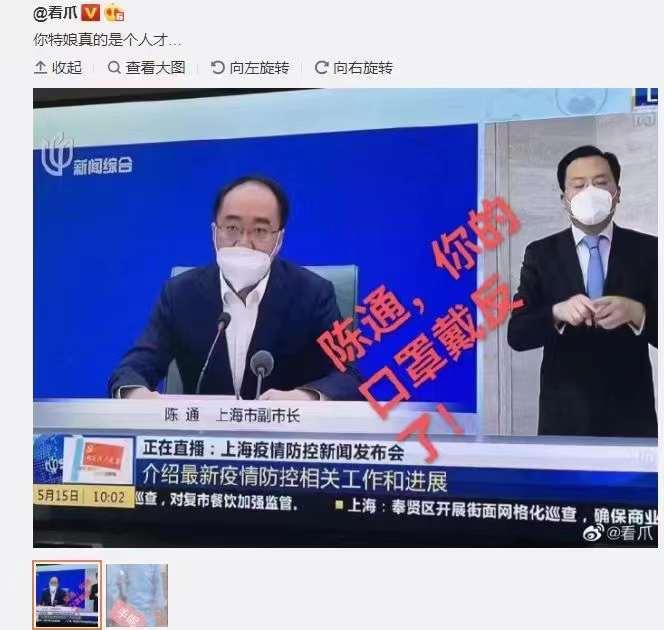 @看爪
你特娘真的是个人才...
收起 查看大图 向左旋转 向右旋转
新闻综合
陈通，你的
口罩戴反
了！
陈 通 上海市副市长
正在直播：上海疫情防控新闻发布会
介绍最新疫情防控相关工作和进展
5月15日 10:02 巡查，对复市餐饮加强监管。 ■上海：奉贤区开展街面网格化巡查，确保商业
@看爪